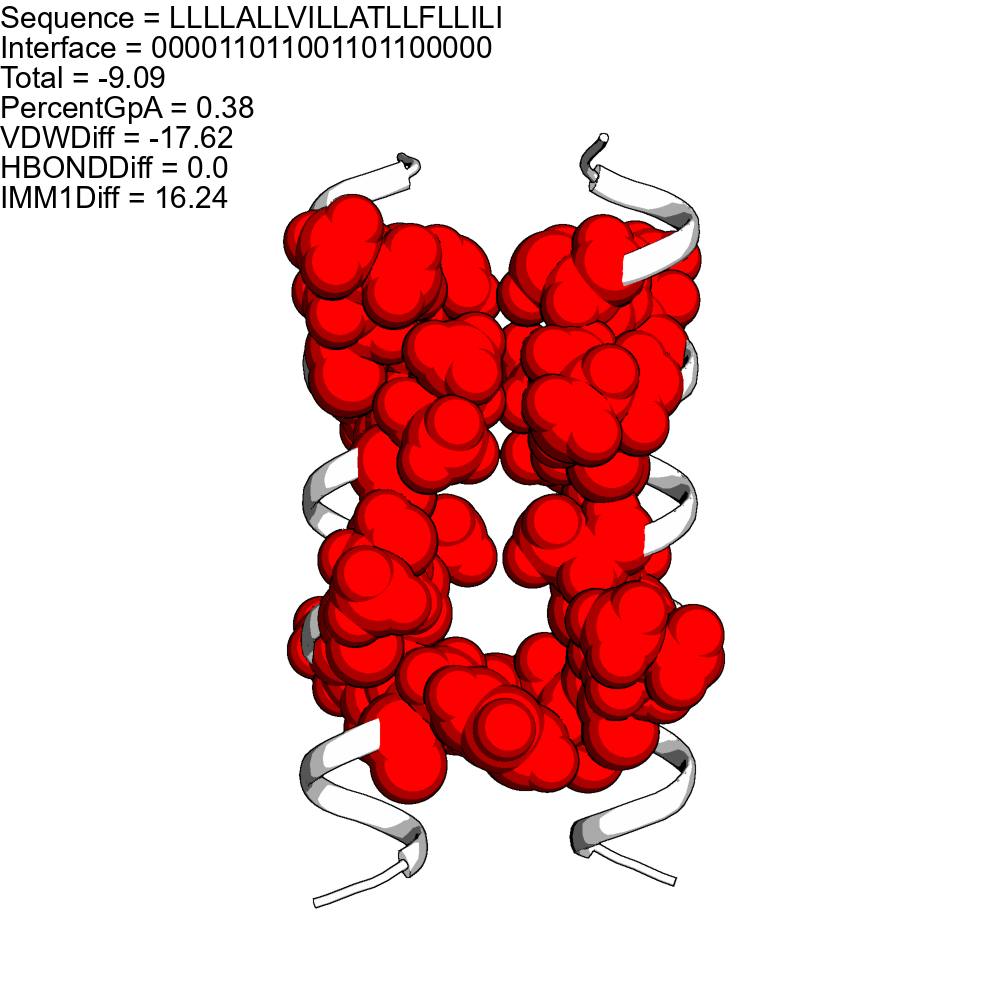 Sequence = LLLLALLVILLATLLFLLILI
Interface = 000011011001101100000
Total = -9.09
PercentGpA = 0.38
VDWDiff = -17.62
HBONDDiff = 0.0
IMM1Diff = 16.24